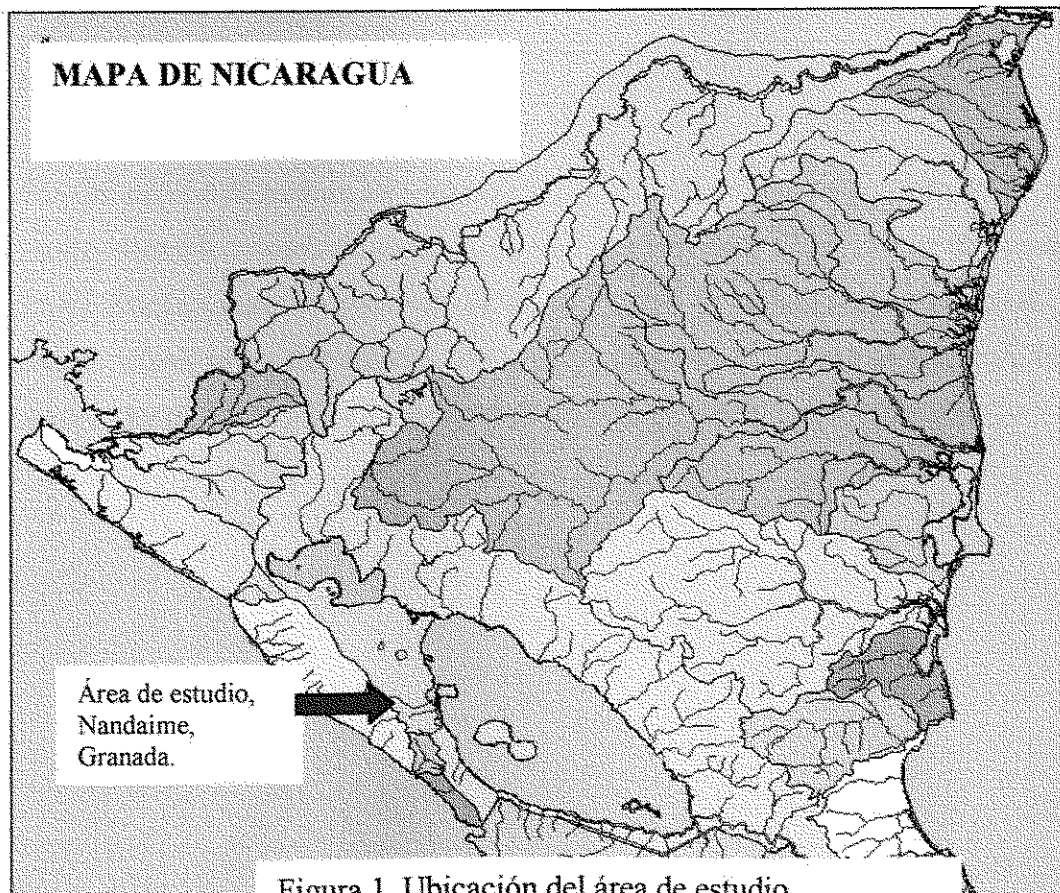 MAPA DE NICARAGUA
Área de estudio,
Nandaime,
Granada.
Figura 1. Ubicación del área de estudio